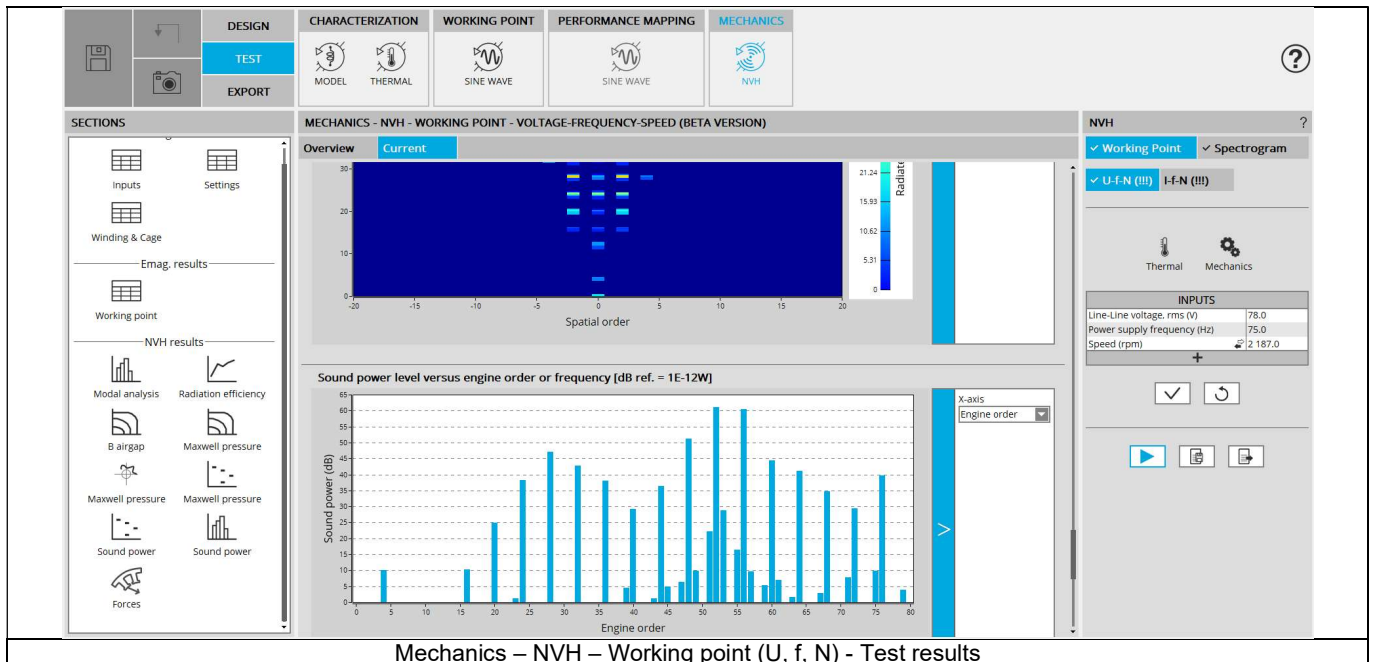 DESIGN
TEST
EXPORT
CHARACTERIZATION
MODEL THERMAL
WORKING POINT
SINE WAVE
PERFORMANCE MAPPING
SINE WAVE
MECHANICS
NVH
?
SECTIONS
Inputs Settings
Winding & Cage
Emag. results
Working point
NVH results
Modal analysis Radiation efficiency
B airgap Maxwell pressure
Maxwell pressure Maxwell pressure
Sound power Sound power
Forces
MECHANICS - NVH - WORKING POINT - VOLTAGE-FREQUENCY-SPEED (BETA VERSION)
Overview Current
30
20
10
0
-20 -15 -10 -5 0 5 10 15 20
Spatial order
21.24
15.93
10.62
5.31
0
Sound power level versus engine order or frequency [dB ref. = 1E-12W]
65
60
55
50
45
40
35
30
25
20
15
10
5
0
Sound power (dB)
0 5 10 15 20 25 30 35 40 45 50 55 60 65 70 75 80
Engine order
>
X-axis
Engine order
NVH ?
Working Point Spectrogram
U-f-N (!!!) I-f-N (!!!)
Thermal Mechanics
INPUTS
Line-Line voltage, rms (V) 78.0
Power supply frequency (Hz) 75.0
Speed (rpm) 2 187.0
+
Mechanics – NVH – Working point (U, f, N) - Test results